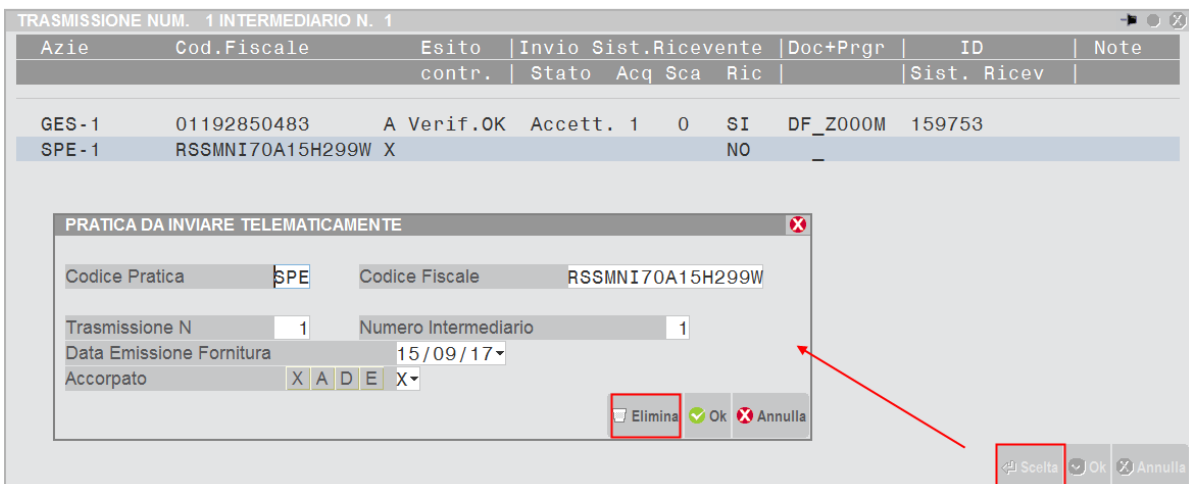 TRASMISSIONE NUM. 1 INTERMEDIARIO N. 1
Azie Cod.Fiscale Esito |Invio Sist.Ricevente |Doc+Prgr | ID | Note
contr. | Stato Acq Sca Ric | |Sist. Ricev |
GES-1 01192850483 A Verif.OK Accett. 1 0 SI DF_Z000M 159753
SPE-1 RSSMNI70A15H299W X NO _
PRATICA DA INVIARE TELEMATICAMENTE
Codice Pratica SPE Codice Fiscale RSSMNI70A15H299W
Trasmissione N 1 Numero Intermediario 1
Data Emissione Fornitura 15/09/17
Accorpato X A D E X
Elimina Ok Annulla
Scelta Ok Annulla